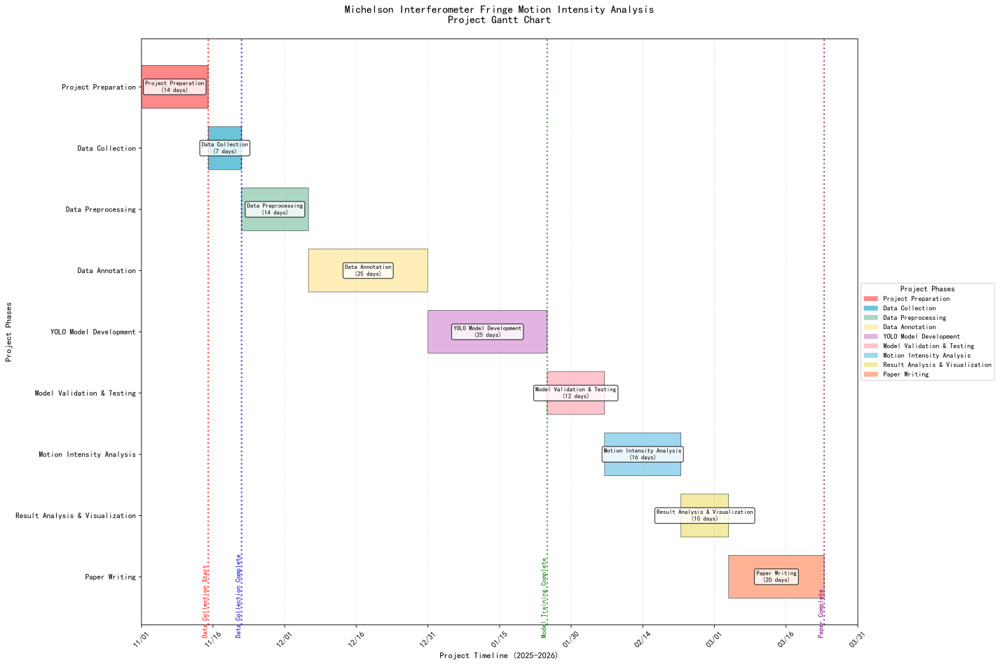 Michelson Interferometer Fringe Motion Intensity Analysis
Project Gantt Chart
Project Phases
Project Preparation
Data Collection
Data Preprocessing
Data Annotation
YOLO Model Development
Model Validation & Testing
Motion Intensity Analysis
Result Analysis & Visualization
Paper Writing
Project Preparation
(14 days)
Data Collection
(7 days)
Data Preprocessing
(14 days)
Data Annotation
(25 days)
YOLO Model Development
(25 days)
Model Validation & Testing
(12 days)
Motion Intensity Analysis
(16 days)
Result Analysis & Visualization
(10 days)
Paper Writing
(20 days)
Data Collection Start
Data Collection Complete
Model Training Complete
Paper Complete
11/01
11/16
12/01
12/16
12/31
01/15
01/30
02/14
03/01
03/16
03/31
Project Timeline (2025-2026)
Project Phases
Project Preparation
Data Collection
Data Preprocessing
Data Annotation
YOLO Model Development
Model Validation & Testing
Motion Intensity Analysis
Result Analysis & Visualization
Paper Writing